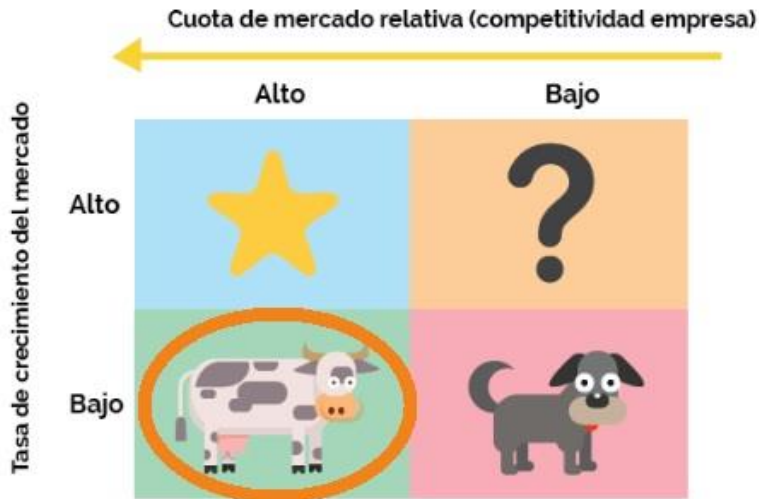 Cuota de mercado relativa (competitividad empresa)
Alto
Bajo
Tasa de crecimiento del mercado
Alto
?
Bajo